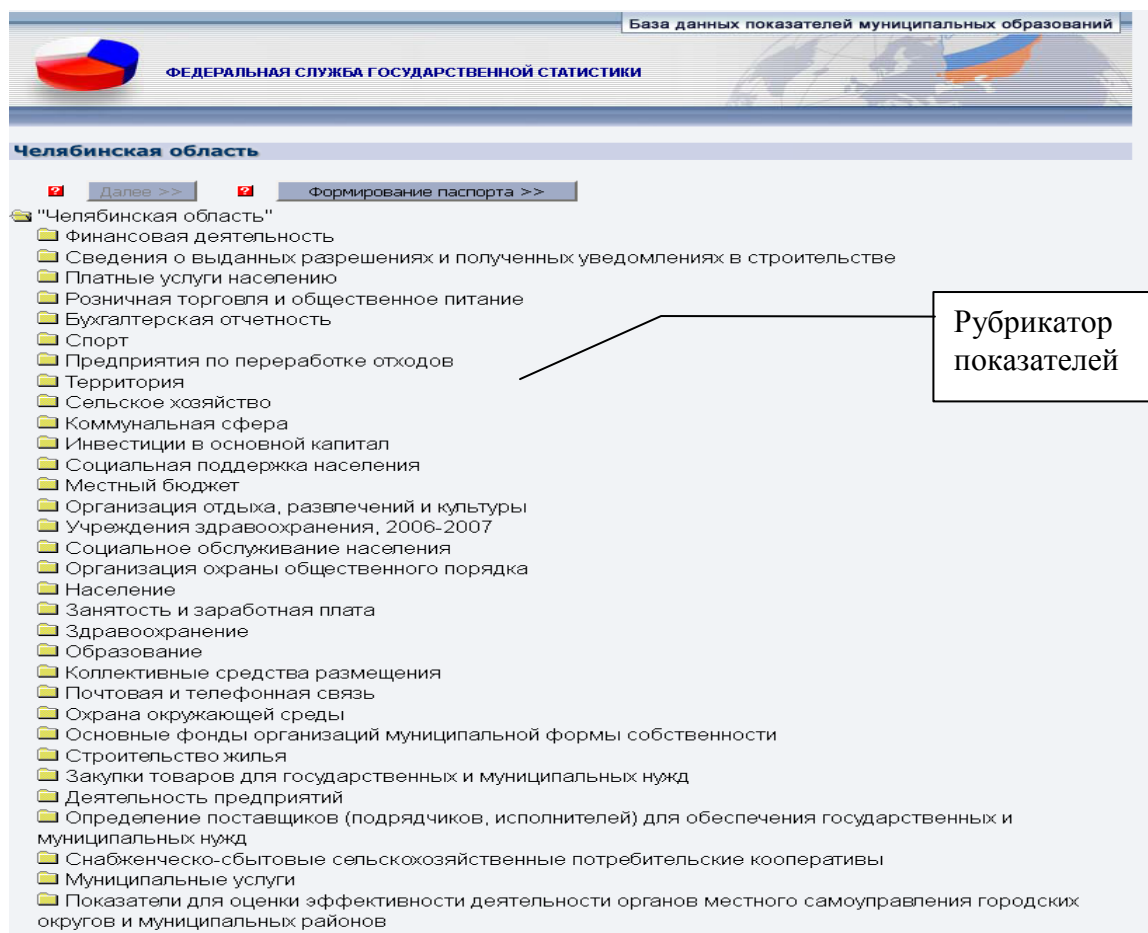 База данных показателей муниципальных образований
ФЕДЕРАЛЬНАЯ СЛУЖБА ГОСУДАРСТВЕННОЙ СТАТИСТИКИ
Челябинская область
? Далее >> ? Формирование паспорта >>
"Челябинская область"
Финансовая деятельность
Сведения о выданных разрешениях и полученных уведомлениях в строительстве
Платные услуги населению
Розничная торговля и общественное питание
Бухгалтерская отчетность
Спорт
Предприятия по переработке отходов
Территория
Сельское хозяйство
Коммунальная сфера
Инвестиции в основной капитал
Социальная поддержка населения
Местный бюджет
Организация отдыха, развлечений и культуры
Учреждения здравоохранения, 2006-2007
Социальное обслуживание населения
Организация охраны общественного порядка
Население
Занятость и заработная плата
Здравоохранение
Образование
Коллективные средства размещения
Почтовая и телефонная связь
Охрана окружающей среды
Основные фонды организаций муниципальной формы собственности
Строительство жилья
Закупки товаров для государственных и муниципальных нужд
Деятельность предприятий
Определение поставщиков (подрядчиков, исполнителей) для обеспечения государственных и
муниципальных нужд
Снабженческо-сбытовые сельскохозяйственные потребительские кооперативы
Муниципальные услуги
Показатели для оценки эффективности деятельности органов местного самоуправления городских
округов и муниципальных районов
Рубрикатор
показателей